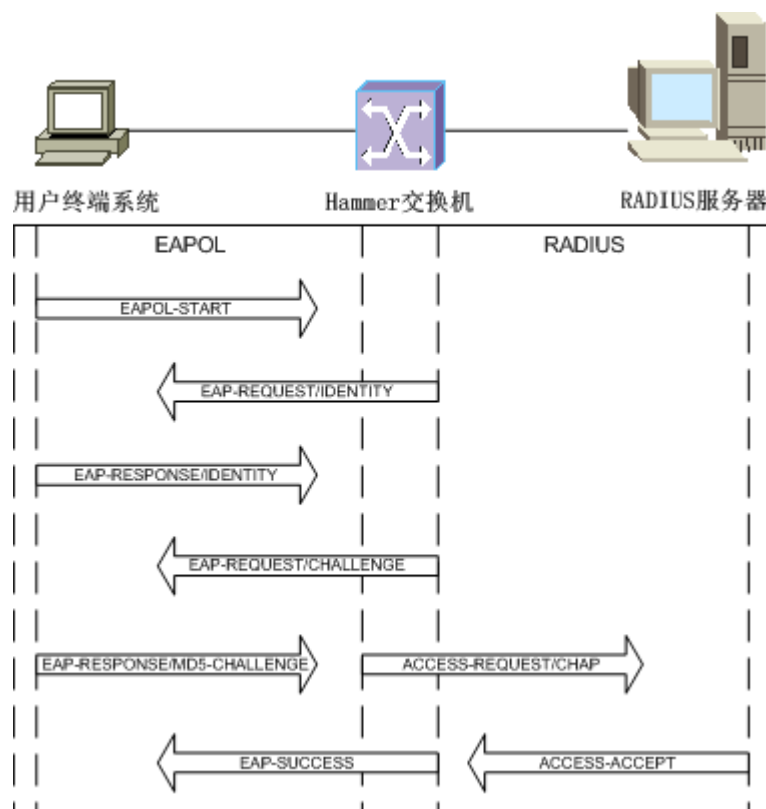 用户终端系统
Hammer交换机
RADIUS服务器
EAPOL
RADIUS
EAPOL-START
EAP-REQUEST/IDENTITY
EAP-RESPONSE/IDENTITY
EAP-REQUEST/CHALLENGE
EAP-RESPONSE/MD5-CHALLENGE
ACCESS-REQUEST/CHAP
EAP-SUCCESS
ACCESS-ACCEPT